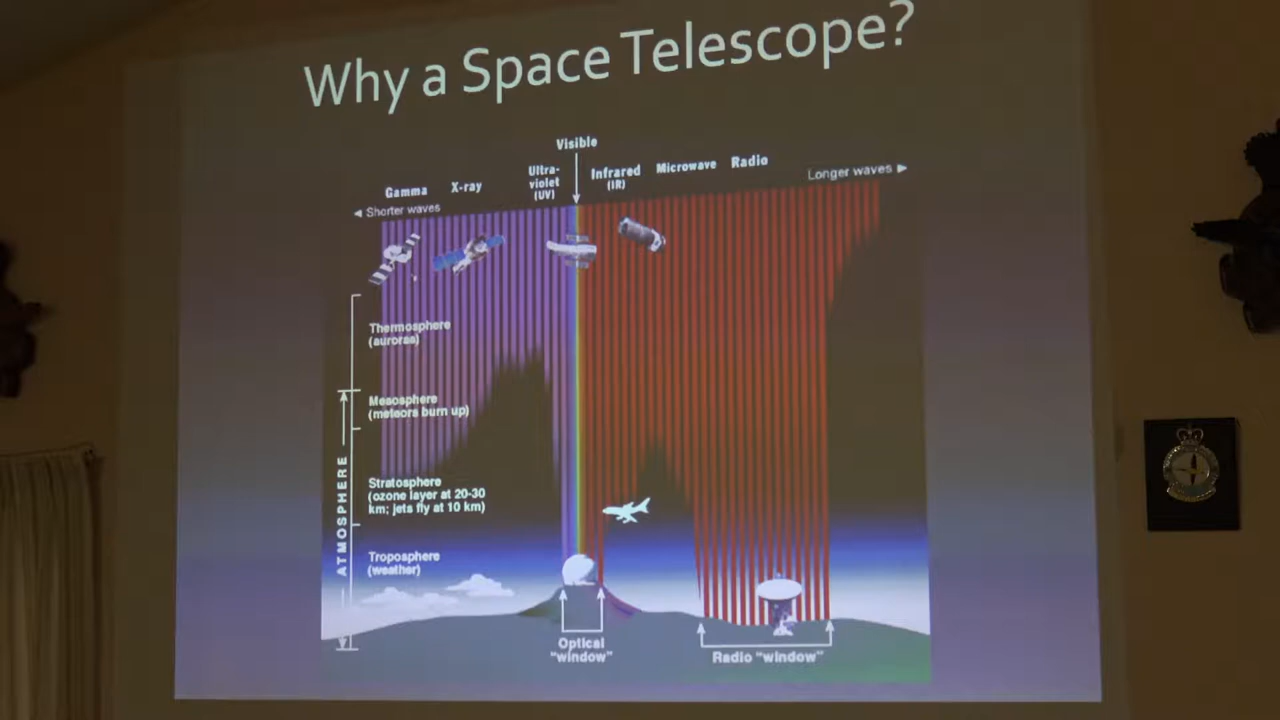 Why a Space Telescope?
Visible
Gamma
X-ray
Ultra-
violet
(UV)
Infrared
(IR)
Microwave
Radio
◄ Shorter waves
Longer waves ►
Thermosphere
(auroras)
Mesosphere
(meteors burn up)
Stratosphere
(ozone layer at 20-30
km; jets fly at 10 km)
Troposphere
(weather)
ATMOSPHERE
Optical
"window"
Radio "window"